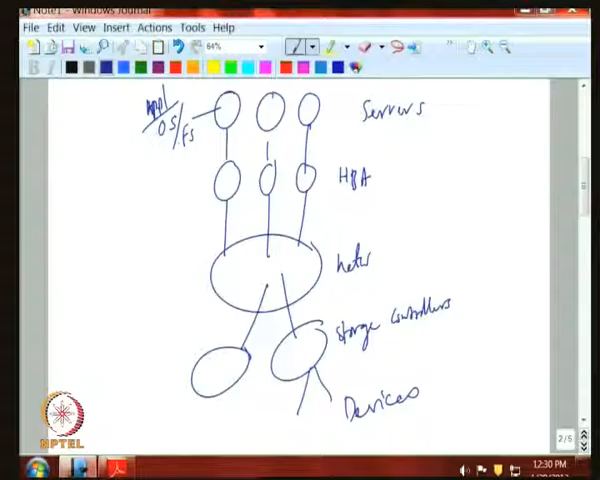 Note1 - Windows Journal
File Edit View Insert Actions Tools Help
64%
B I
Appl
OS/FS
Servers
HBA
netw
storage controllers
Devices
NPTEL
2/5
12:30 PM